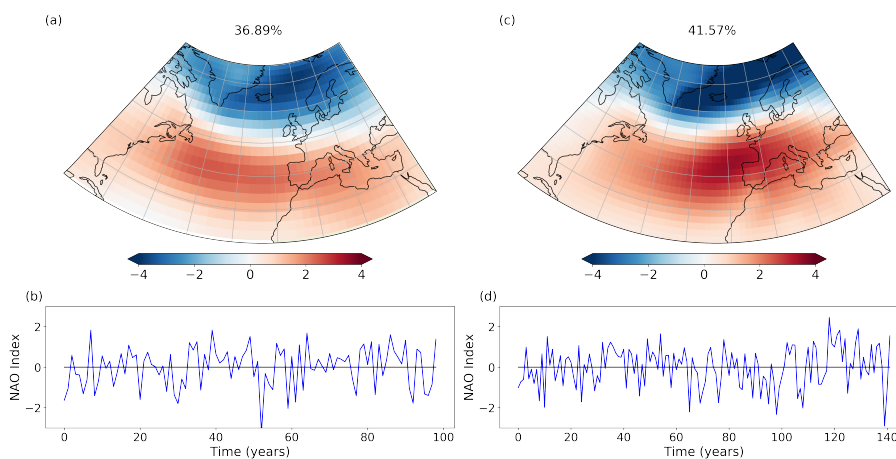 (a)
36.89%
−4 −2 0 2 4
(b)
NAO Index
2
0
−2
0 20 40 60 80 100
Time (years)
(c)
41.57%
−4 −2 0 2 4
(d)
NAO Index
2
0
−2
0 20 40 60 80 100 120 140
Time (years)